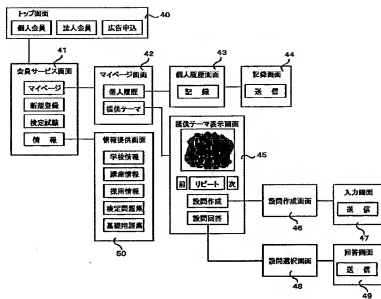 トップ画面
個人会員
法人会員
広告申込
40
会員サービス画面
マイページ
新規登録
検定試験
情報
41
マイページ画面
個人履歴
提供テーマ
42
個人履歴画面
記録
43
記録画面
送信
44
情報提供画面
学校情報
講座情報
採用情報
検定問題集
基礎用語集
50
提供テーマ表示画面
前
リピート
次
設問作成
設問回答
45
設問作成画面
46
入力画面
送信
47
設問選択画面
48
回答画面
送信
49